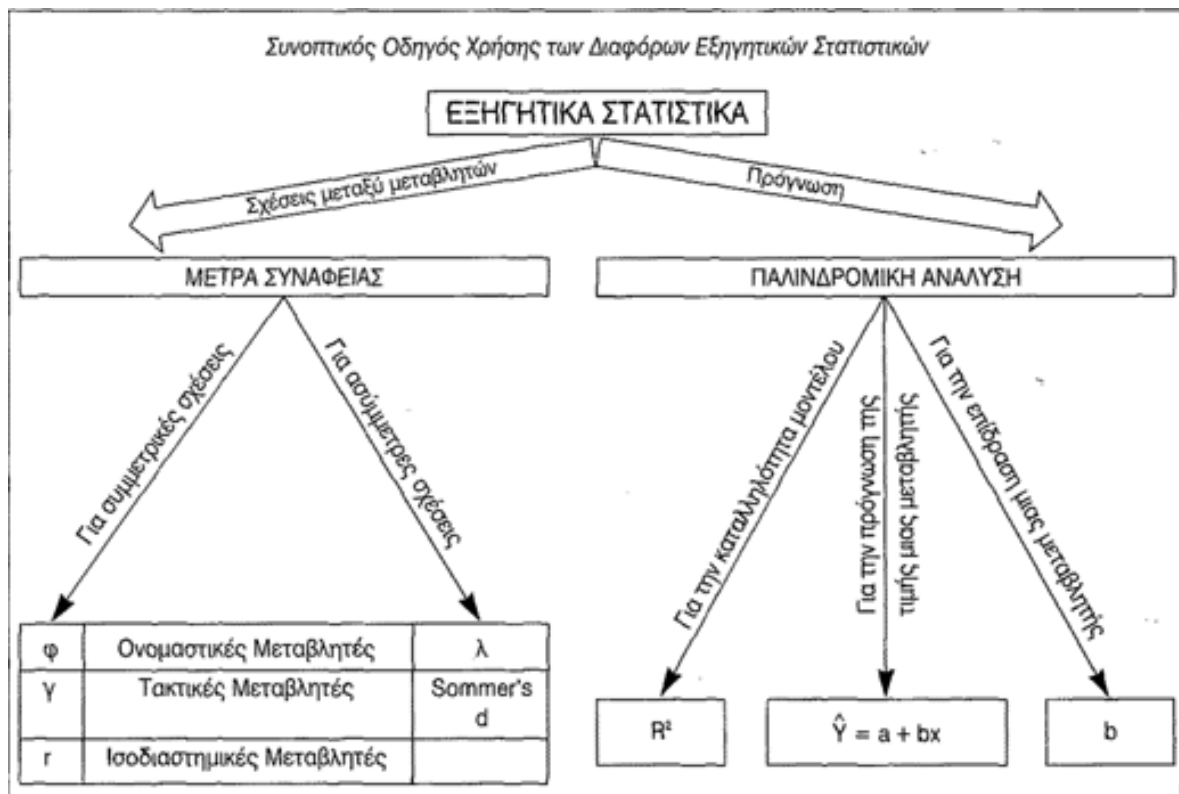 Συνοπτικός Οδηγός Χρήσης των Διαφόρων Εξηγητικών Στατιστικών
ΕΞΗΓΗΤΙΚΑ ΣΤΑΤΙΣΤΙΚΑ
Σχέσεις μεταξύ μεταβλητών
Πρόγνωση
ΜΕΤΡΑ ΣΥΝΑΦΕΙΑΣ
ΠΑΛΙΝΔΡΟΜΙΚΗ ΑΝΑΛΥΣΗ
Για συμμετρικές σχέσεις
Για ασύμμετρες σχέσεις
Για την καταλληλότητα μοντέλου
Για την πρόγνωση της
τιμής μιας μεταβλητής
Για την επίδραση μιας μεταβλητής
φ Ονομαστικές Μεταβλητές λ
γ Τακτικές Μεταβλητές Sommer's
d
r Ισοδιαστημικές Μεταβλητές
R²
Ŷ = a + bx
b